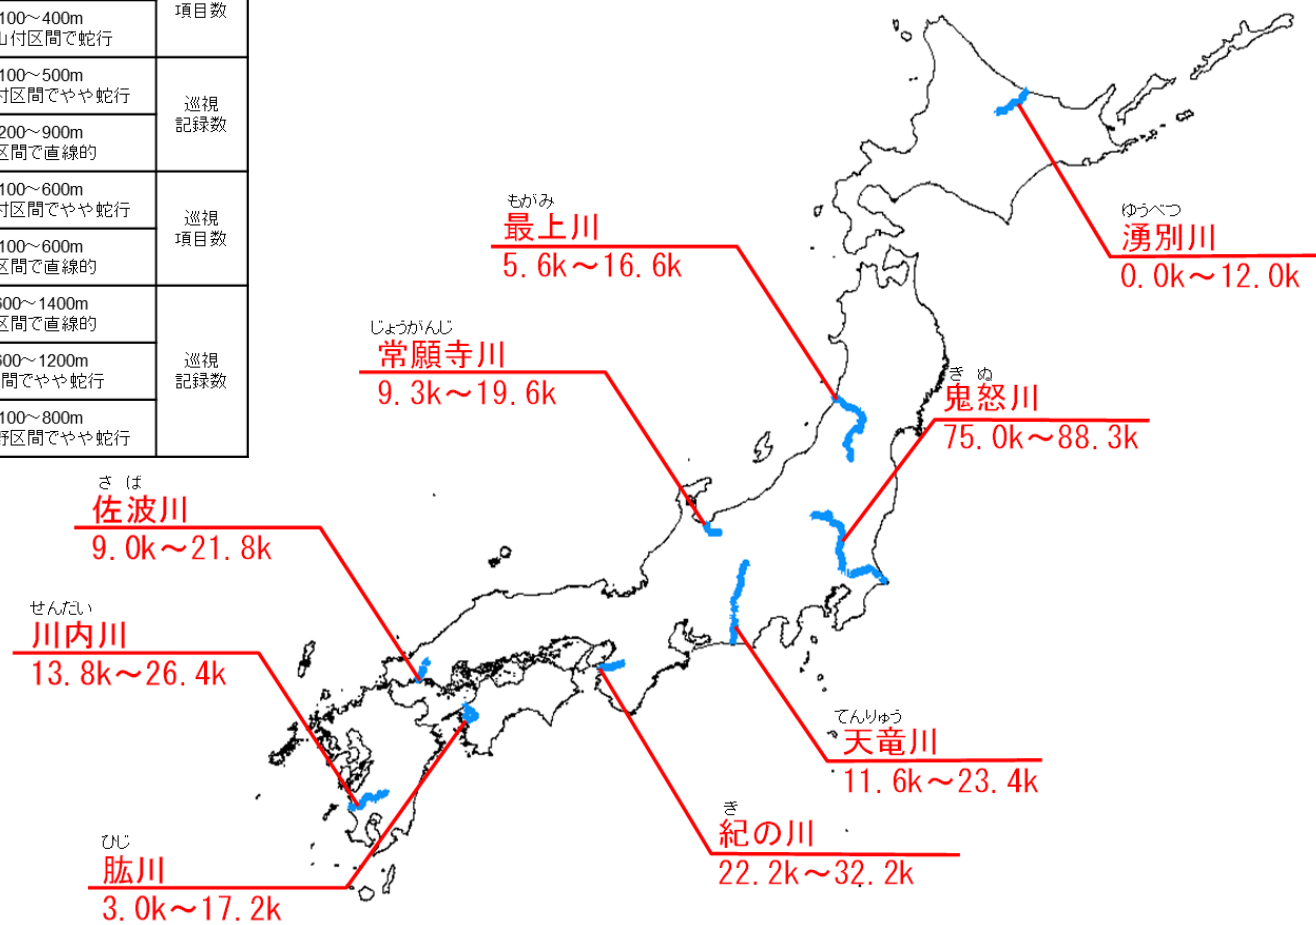 項目数
100～400m
山付区間で蛇行
100～500m
付区間でやや蛇行
巡視
記録数
200～900m
区間で直線的
100～600m
付区間でやや蛇行
巡視
項目数
100～600m
区間で直線的
600～1400m
区間で直線的
600～1200m
間でやや蛇行
巡視
記録数
100～800m
野区間でやや蛇行
ゆうべつ
湧別川
0.0k～12.0k
もがみ
最上川
5.6k～16.6k
じょうがんじ
常願寺川
9.3k～19.6k
きぬ
鬼怒川
75.0k～88.3k
さば
佐波川
9.0k～21.8k
せんだい
川内川
13.8k～26.4k
てんりゅう
天竜川
11.6k～23.4k
き
紀の川
22.2k～32.2k
ひじ
肱川
3.0k～17.2k